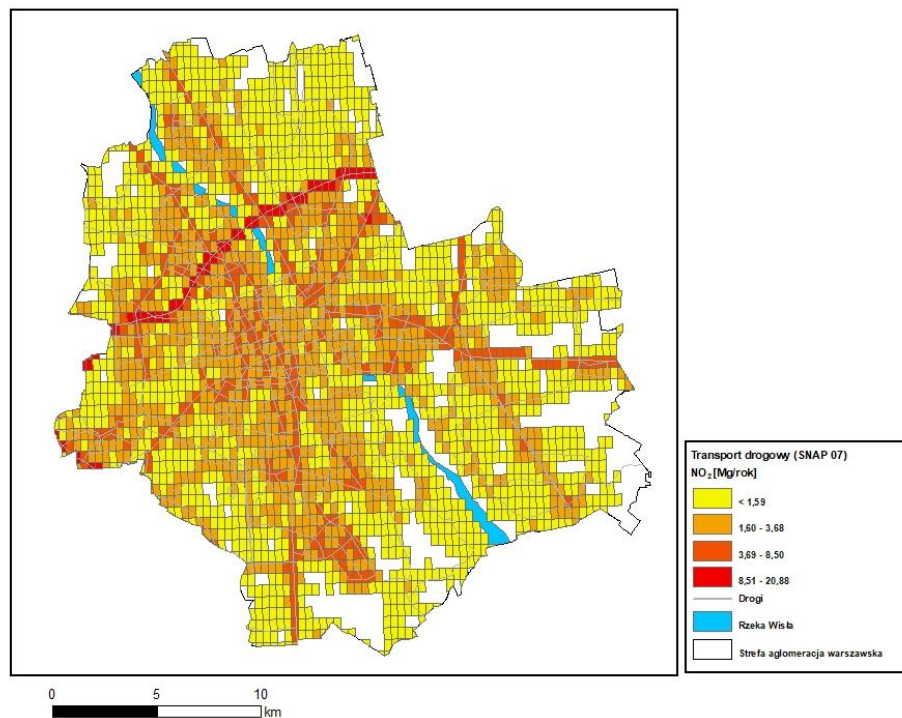 Transport drogowy (SNAP 07)
NO₂ [Mg/rok]
< 1,59
1,60 - 3,68
3,69 - 8,50
8,51 - 20,88
Drogi
Rzeka Wisła
Strefa aglomeracja warszawska
0 5 10
km